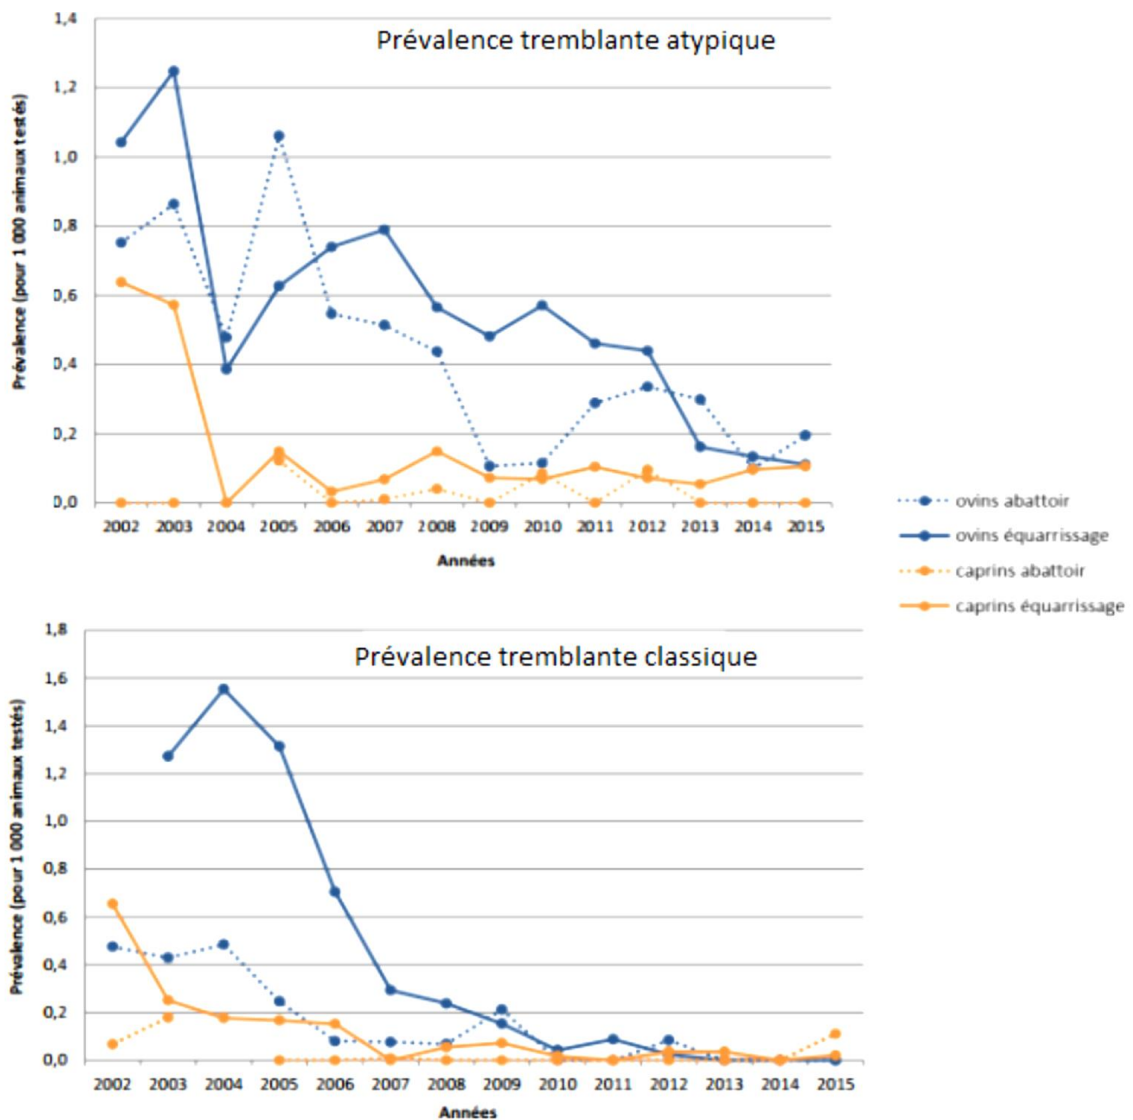 Prévalence tremblante atypique
Prévalence (pour 1 000 animaux testés)
1,4
1,2
1,0
0,8
0,6
0,4
0,2
0,0
2002 2003 2004 2005 2006 2007 2008 2009 2010 2011 2012 2013 2014 2015
Années
ovins abattoir
ovins équarrissage
caprins abattoir
caprins équarrissage
Prévalence tremblante classique
Prévalence (pour 1 000 animaux testés)
1,8
1,6
1,4
1,2
1,0
0,8
0,6
0,4
0,2
0,0
2002 2003 2004 2005 2006 2007 2008 2009 2010 2011 2012 2013 2014 2015
Années